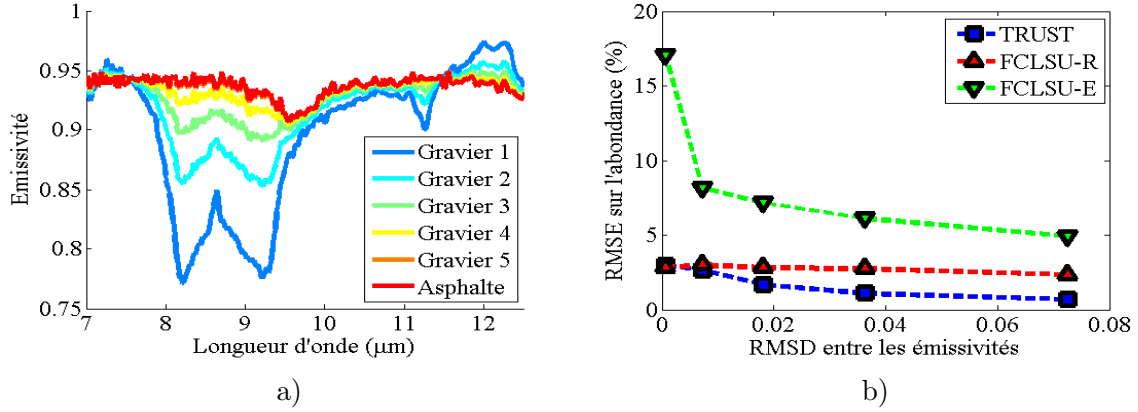 1
0.95
0.9
0.85
0.8
0.75
Emissivité
7
8
9
10
11
12
Longueur d'onde (µm)
Gravier 1
Gravier 2
Gravier 3
Gravier 4
Gravier 5
Asphalte
a)
20
15
10
5
0
RMSE sur l'abondance (%)
0
0.02
0.04
0.06
0.08
RMSD entre les émissivités
TRUST
FCLSU-R
FCLSU-E
b)